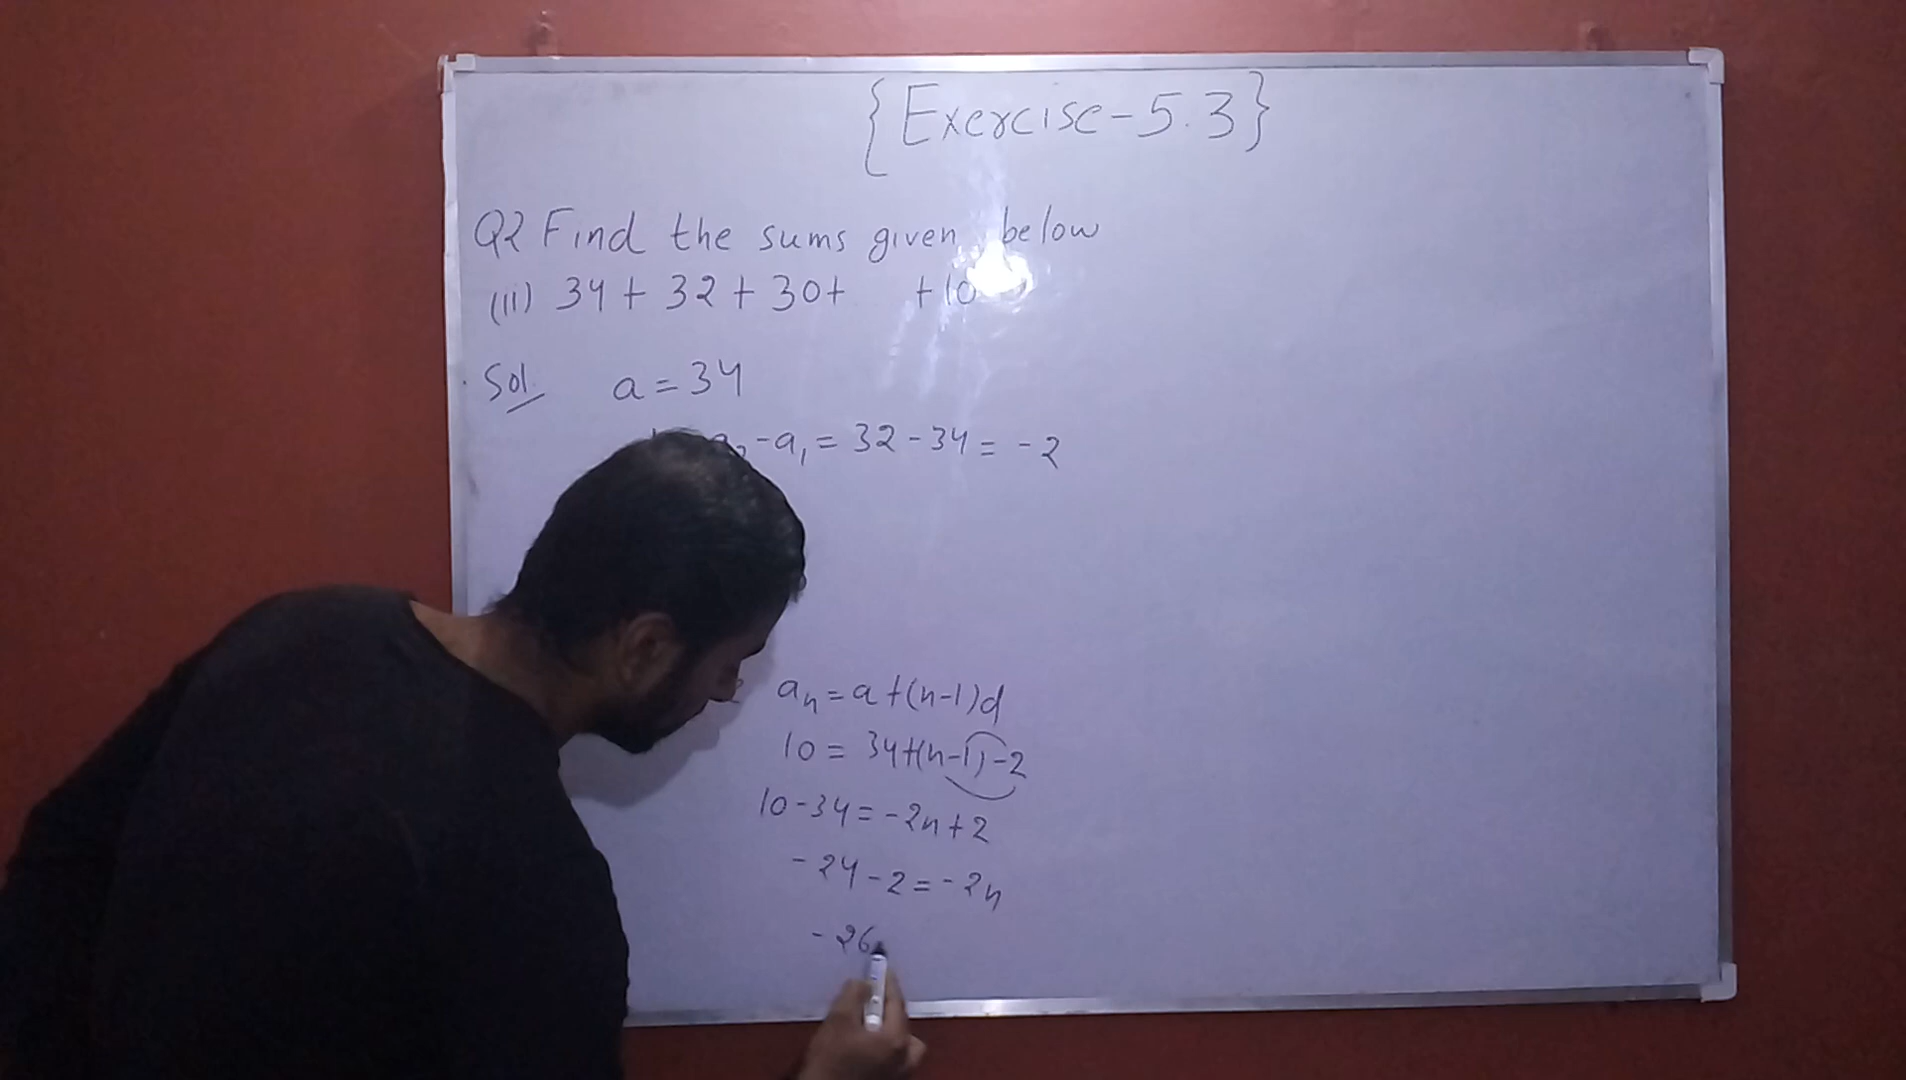 {Exercise-5.3}
Q2 Find the sums given below
(ii) 34 + 32 + 30 + +10
Sol. a = 34
-a₁ = 32 - 34 = -2
aₙ = a + (n-1)d
10 = 34+(n-1)-2
10-34 = -2n+2
-24-2 = -2n
-26